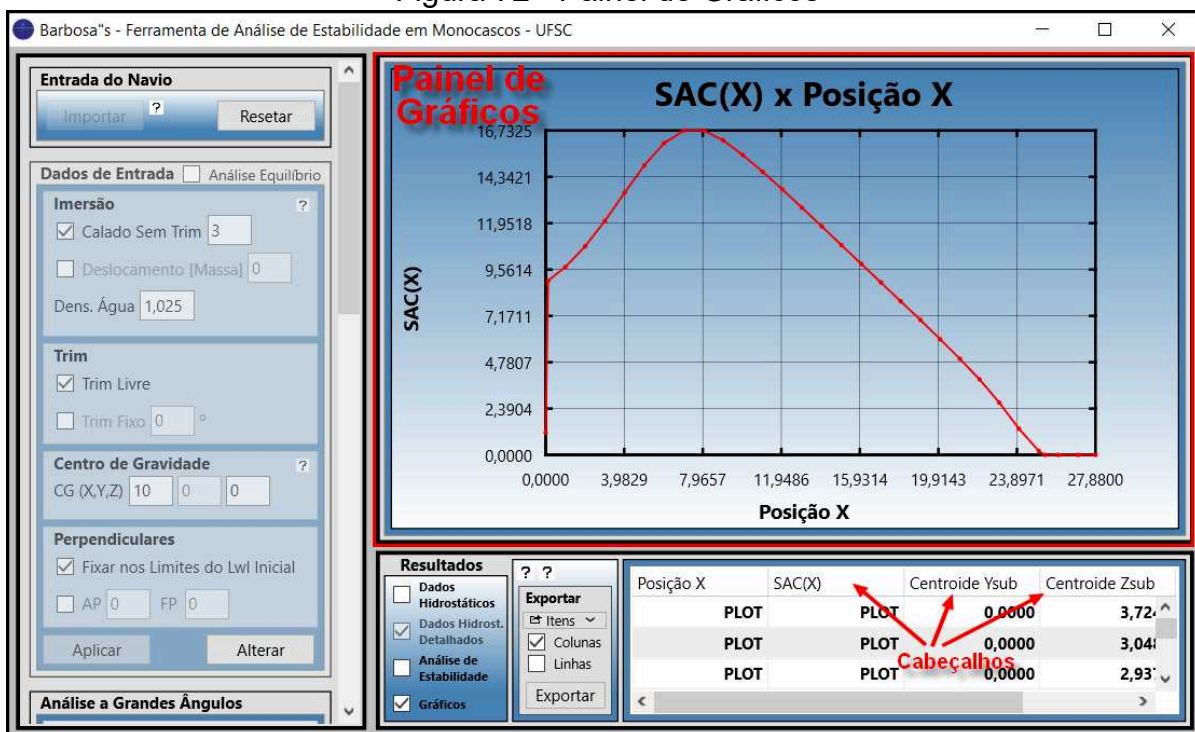 Barbosa"s - Ferramenta de Análise de Estabilidade em Monocascos - UFSC
Entrada do Navio
Importar ? Resetar
Dados de Entrada Análise Equilíbrio
Imersão ?
Calado Sem Trim 3
Deslocamento [Massa] 0
Dens. Água 1,025
Trim
Trim Livre
Trim Fixo 0 °
Centro de Gravidade ?
CG (X,Y,Z) 10 0 0
Perpendiculares
Fixar nos Limites do Lwl Inicial
AP 0 FP 0
Aplicar Alterar
Análise a Grandes Ângulos
Painel de
Gráficos
SAC(X) x Posição X
SAC(X)
16,7325
14,3421
11,9518
9,5614
7,1711
4,7807
2,3904
0,0000
0,0000 3,9829 7,9657 11,9486 15,9314 19,9143 23,8971 27,8800
Posição X
Resultados
Dados
Hidrostáticos
Dados Hidrost.
Detalhados
Análise de
Estabilidade
Gráficos
? ?
Exportar
Itens
Colunas
Linhas
Exportar
Posição X SAC(X) Centroide Ysub Centroide Zsub
PLOT PLOT 0,0000 3,72
PLOT PLOT 0,0000 3,048
PLOT PLOT 0,0000 2,937
Cabeçalhos